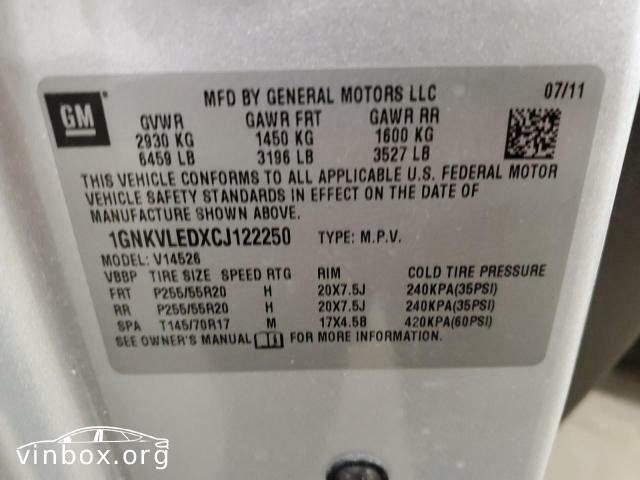 GM
MFD BY GENERAL MOTORS LLC 07/11
GVWR GAWR FRT GAWR RR
2930 KG 1450 KG 1600 KG
6459 LB 3196 LB 3527 LB
THIS VEHICLE CONFORMS TO ALL APPLICABLE U.S. FEDERAL MOTOR
VEHICLE SAFETY STANDARDS IN EFFECT ON THE DATE OF
MANUFACTURE SHOWN ABOVE.
1GNKVLEDXCJ122250 TYPE: M.P.V.
MODEL: V14526
VBBP TIRE SIZE SPEED RTG RIM COLD TIRE PRESSURE
FRT P255/55R20 H 20X7.5J 240KPA(35PSI)
RR P255/55R20 H 20X7.5J 240KPA(35PSI)
SPA T145/70R17 M 17X4.5B 420KPA(60PSI)
SEE OWNER'S MANUAL FOR MORE INFORMATION.
vinbox.org